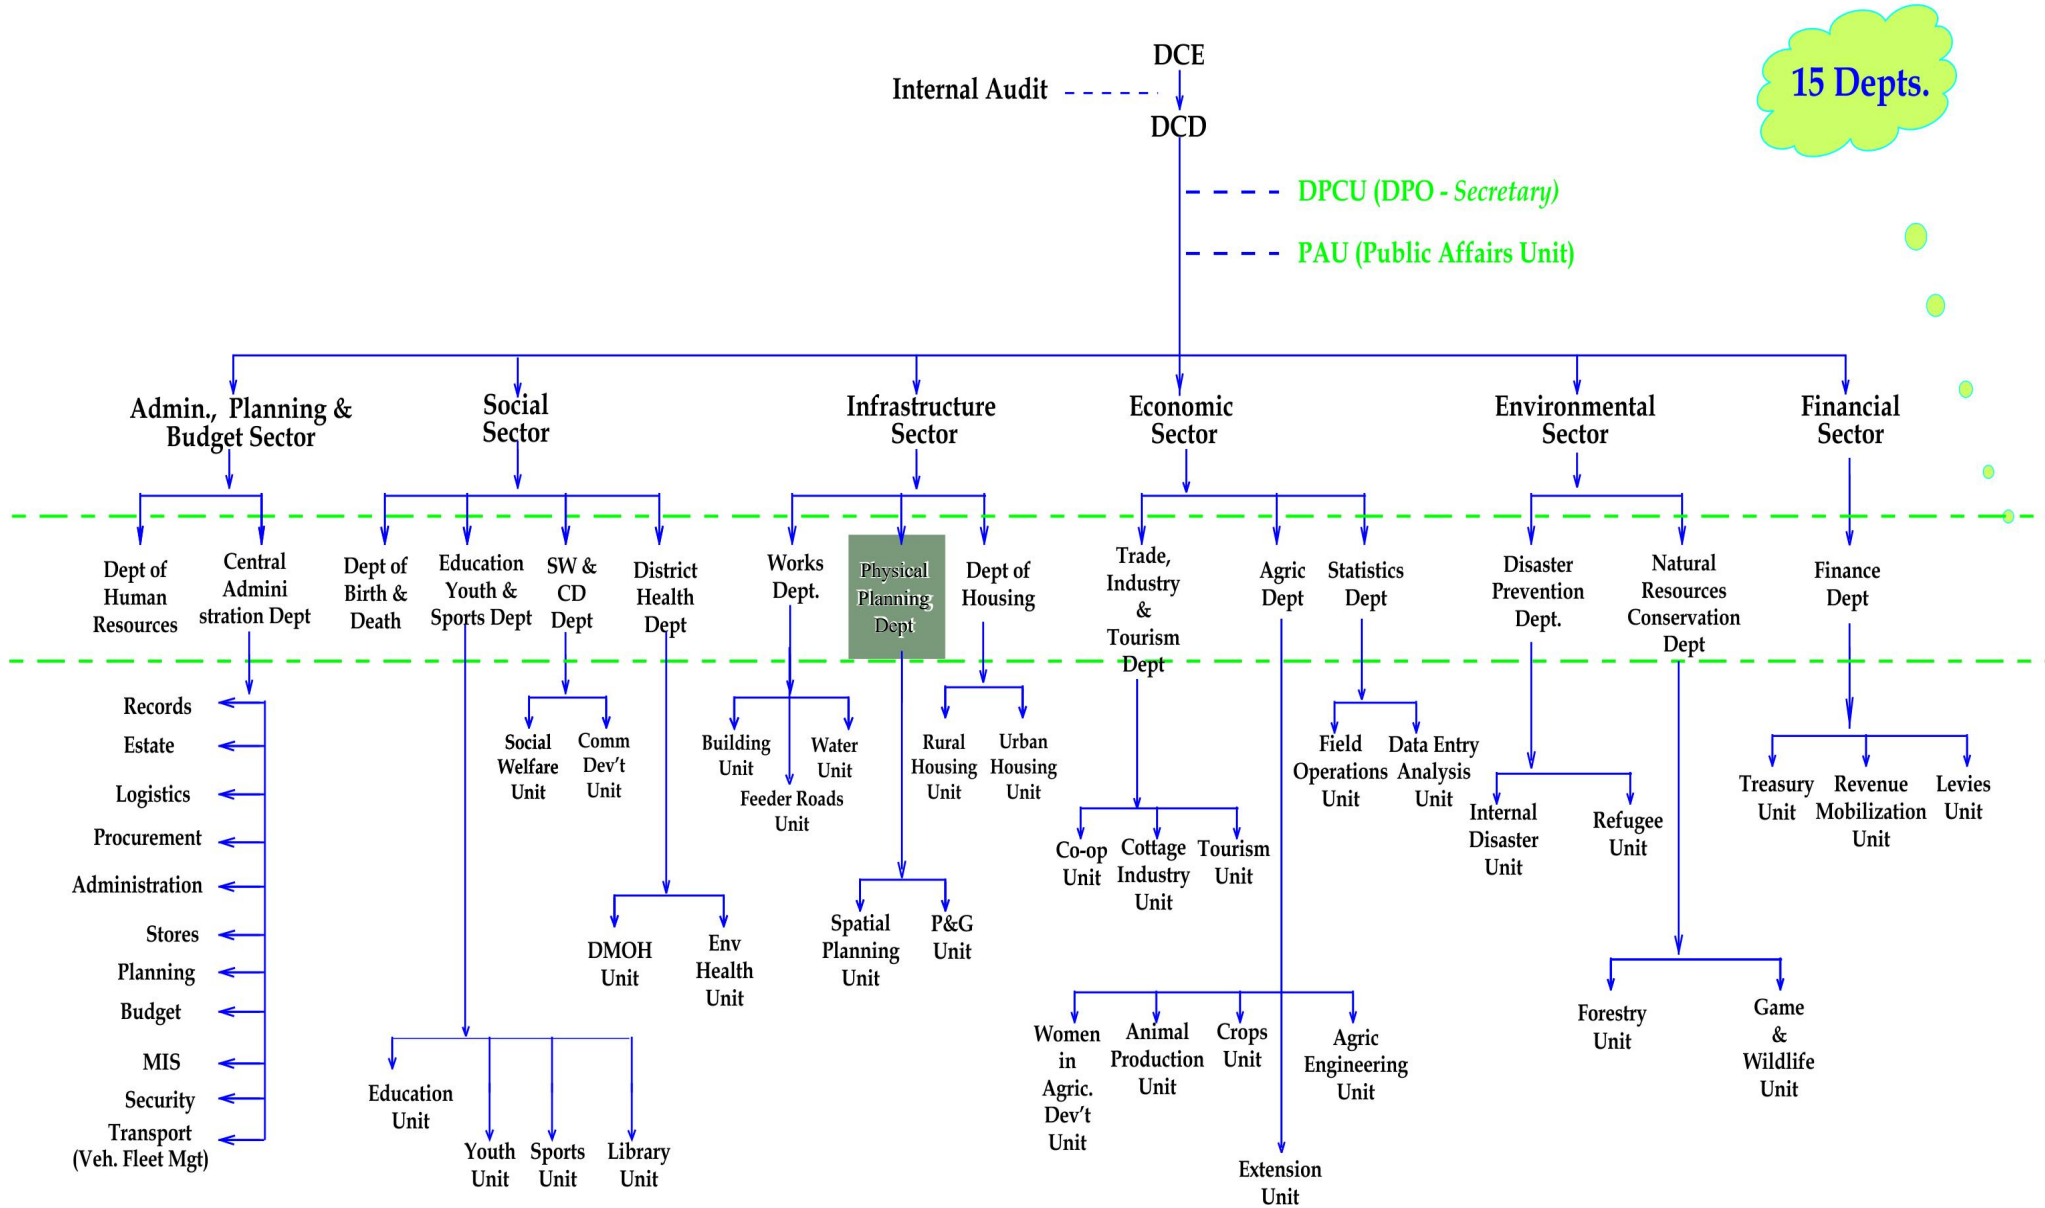 DCE
15 Depts.
Internal Audit
DCD
DPCU (DPO - Secretary)
PAU (Public Affairs Unit)
Admin., Planning &
Budget Sector
Social
Sector
Infrastructure
Sector
Economic
Sector
Environmental
Sector
Financial
Sector
Dept of
Human
Resources
Central
Admini
stration Dept
Dept of
Birth &
Death
Education
Youth &
Sports Dept
SW &
CD
Dept
District
Health
Dept
Works
Dept.
Physical
Planning
Dept
Dept of
Housing
Trade,
Industry
&
Tourism
Dept
Agric
Dept
Statistics
Dept
Disaster
Prevention
Dept.
Natural
Resources
Conservation
Dept
Finance
Dept
Records
Estate
Logistics
Procurement
Administration
Stores
Planning
Budget
MIS
Security
Transport
(Veh. Fleet Mgt)
Education
Unit
Youth
Unit
Sports
Unit
Library
Unit
Social
Welfare
Unit
Comm
Dev't
Unit
DMOH
Unit
Env
Health
Unit
Building
Unit
Feeder Roads
Unit
Water
Unit
Spatial
Planning
Unit
P&G
Unit
Rural
Housing
Unit
Urban
Housing
Unit
Co-op
Unit
Cottage
Industry
Unit
Tourism
Unit
Women
in
Agric.
Dev't
Unit
Animal
Production
Unit
Crops
Unit
Agric
Engineering
Unit
Extension
Unit
Field
Operations
Unit
Data Entry
Analysis
Unit
Internal
Disaster
Unit
Refugee
Unit
Forestry
Unit
Game
&
Wildlife
Unit
Treasury
Unit
Revenue
Mobilization
Unit
Levies
Unit